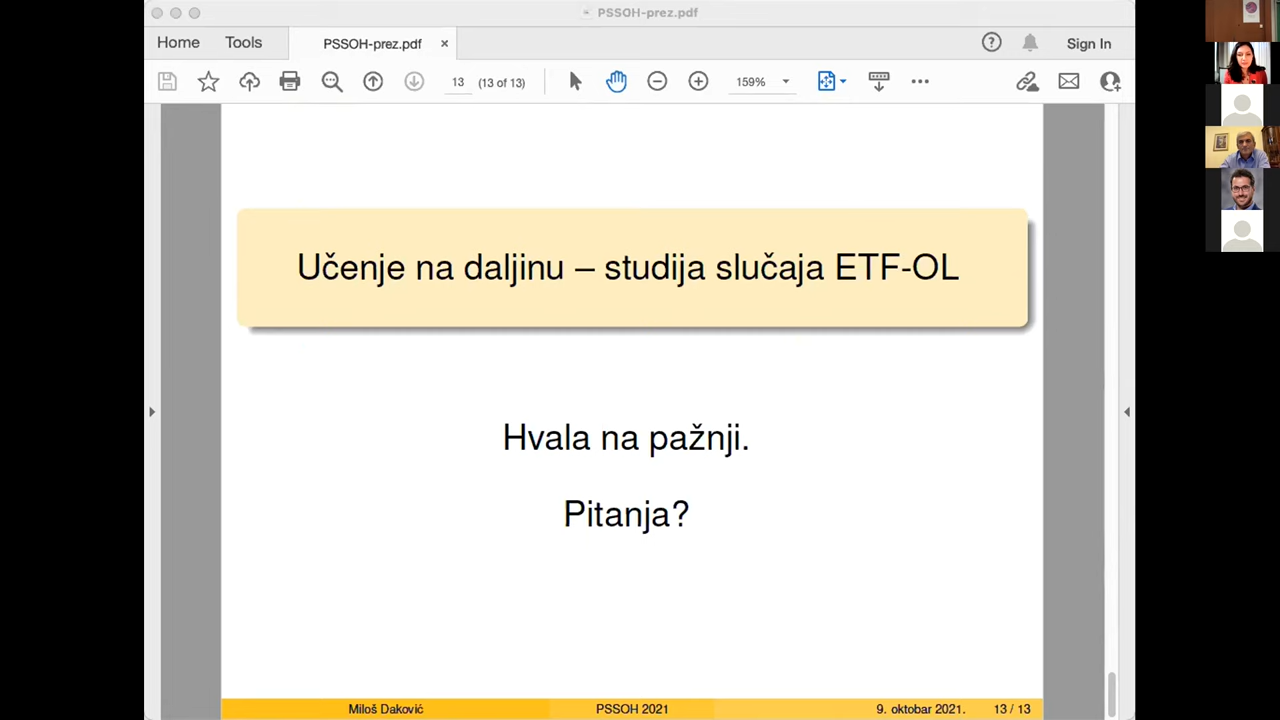 PSSOH-prez.pdf
Home Tools PSSOH-prez.pdf × Sign In
13 (13 of 13) 159%
Učenje na daljinu – studija slučaja ETF-OL
Hvala na pažnji.
Pitanja?
Miloš Daković PSSOH 2021 9. oktobar 2021. 13 / 13